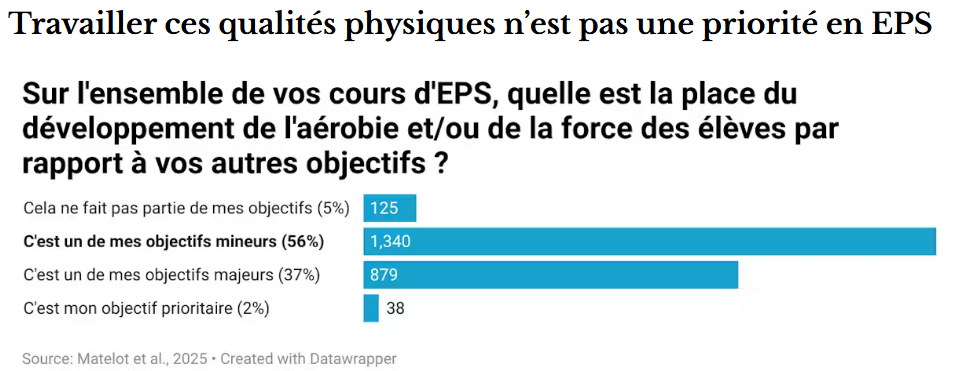 Travailler ces qualités physiques n’est pas une priorité en EPS
Sur l'ensemble de vos cours d'EPS, quelle est la place du
développement de l'aérobie et/ou de la force des élèves par
rapport à vos autres objectifs ?
Cela ne fait pas partie de mes objectifs (5%) 125
C'est un de mes objectifs mineurs (56%) 1,340
C'est un de mes objectifs majeurs (37%) 879
C'est mon objectif prioritaire (2%) 38
Source: Matelot et al., 2025 • Created with Datawrapper